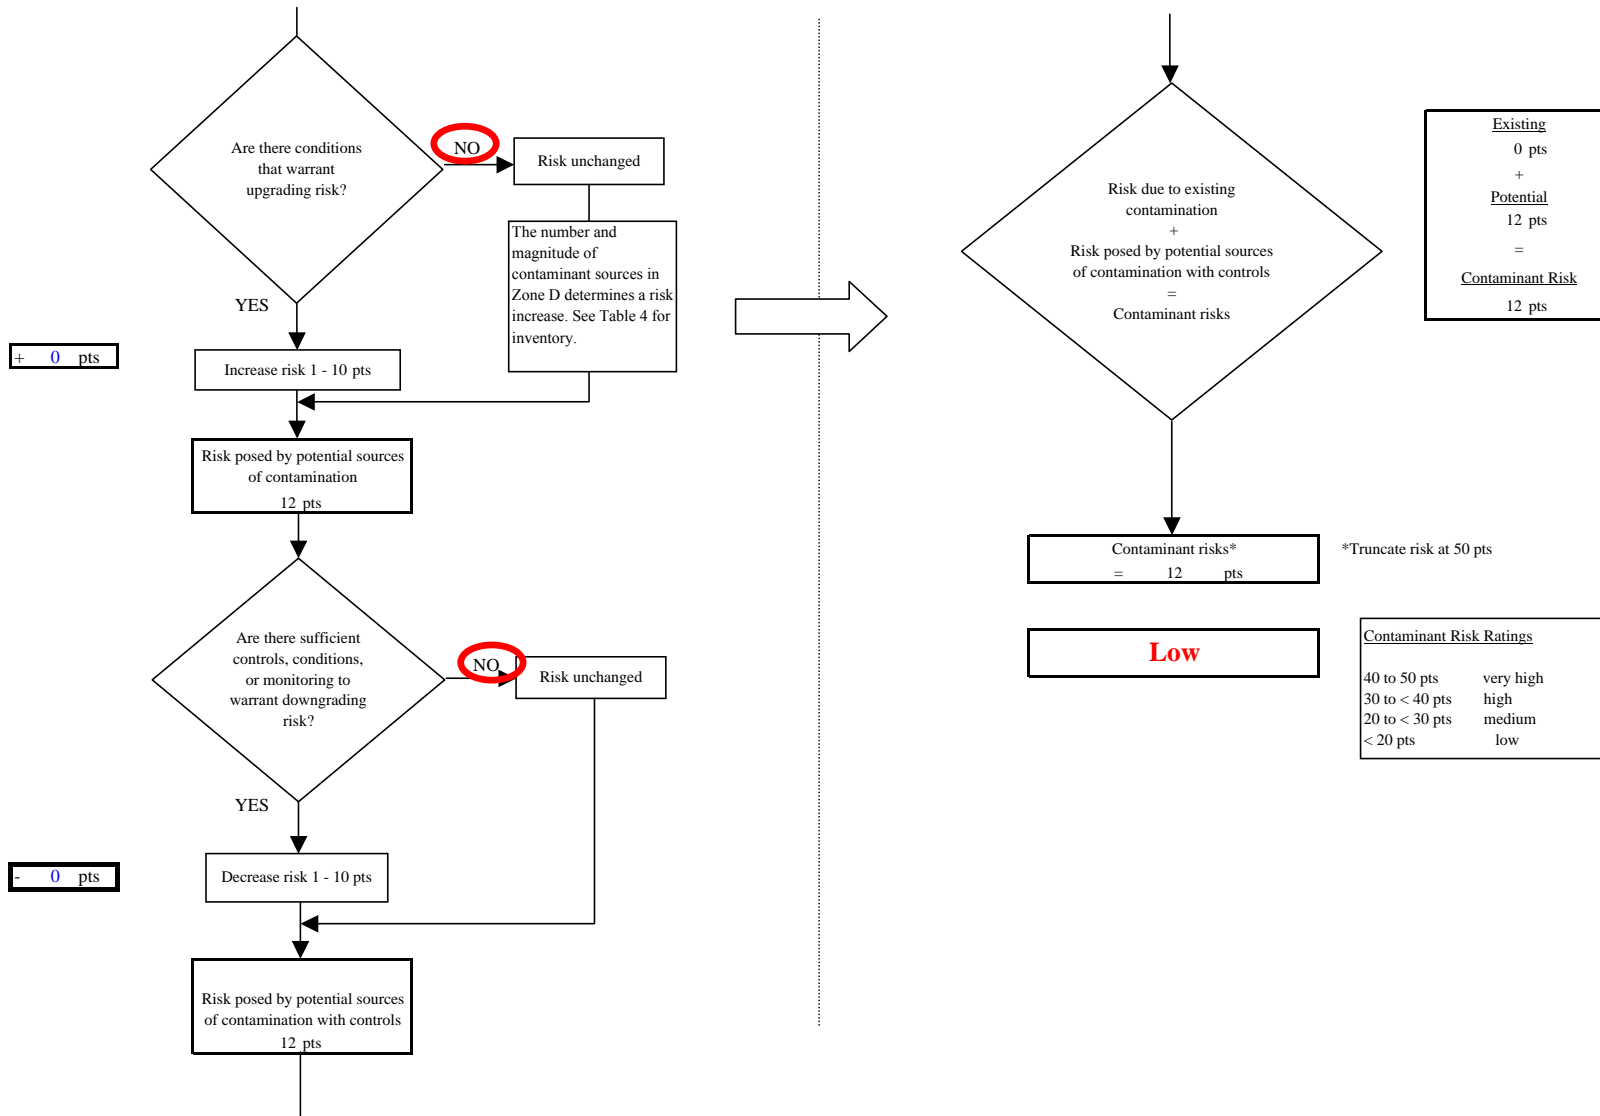 Are there conditions
that warrant
upgrading risk?
NO
Risk unchanged
The number and
magnitude of
contaminant sources in
Zone D determines a risk
increase. See Table 4 for
inventory.
YES
+ 0 pts
Increase risk 1 - 10 pts
Risk posed by potential sources
of contamination
12 pts
Are there sufficient
controls, conditions,
or monitoring to
warrant downgrading
risk?
NO
Risk unchanged
YES
- 0 pts
Decrease risk 1 - 10 pts
Risk posed by potential sources
of contamination with controls
12 pts
Risk due to existing
contamination
+
Risk posed by potential sources
of contamination with controls
=
Contaminant risks
Existing
0 pts
+
Potential
12 pts
=
Contaminant Risk
12 pts
Contaminant risks*
= 12 pts
*Truncate risk at 50 pts
Low
Contaminant Risk Ratings
40 to 50 pts very high
30 to < 40 pts high
20 to < 30 pts medium
< 20 pts low